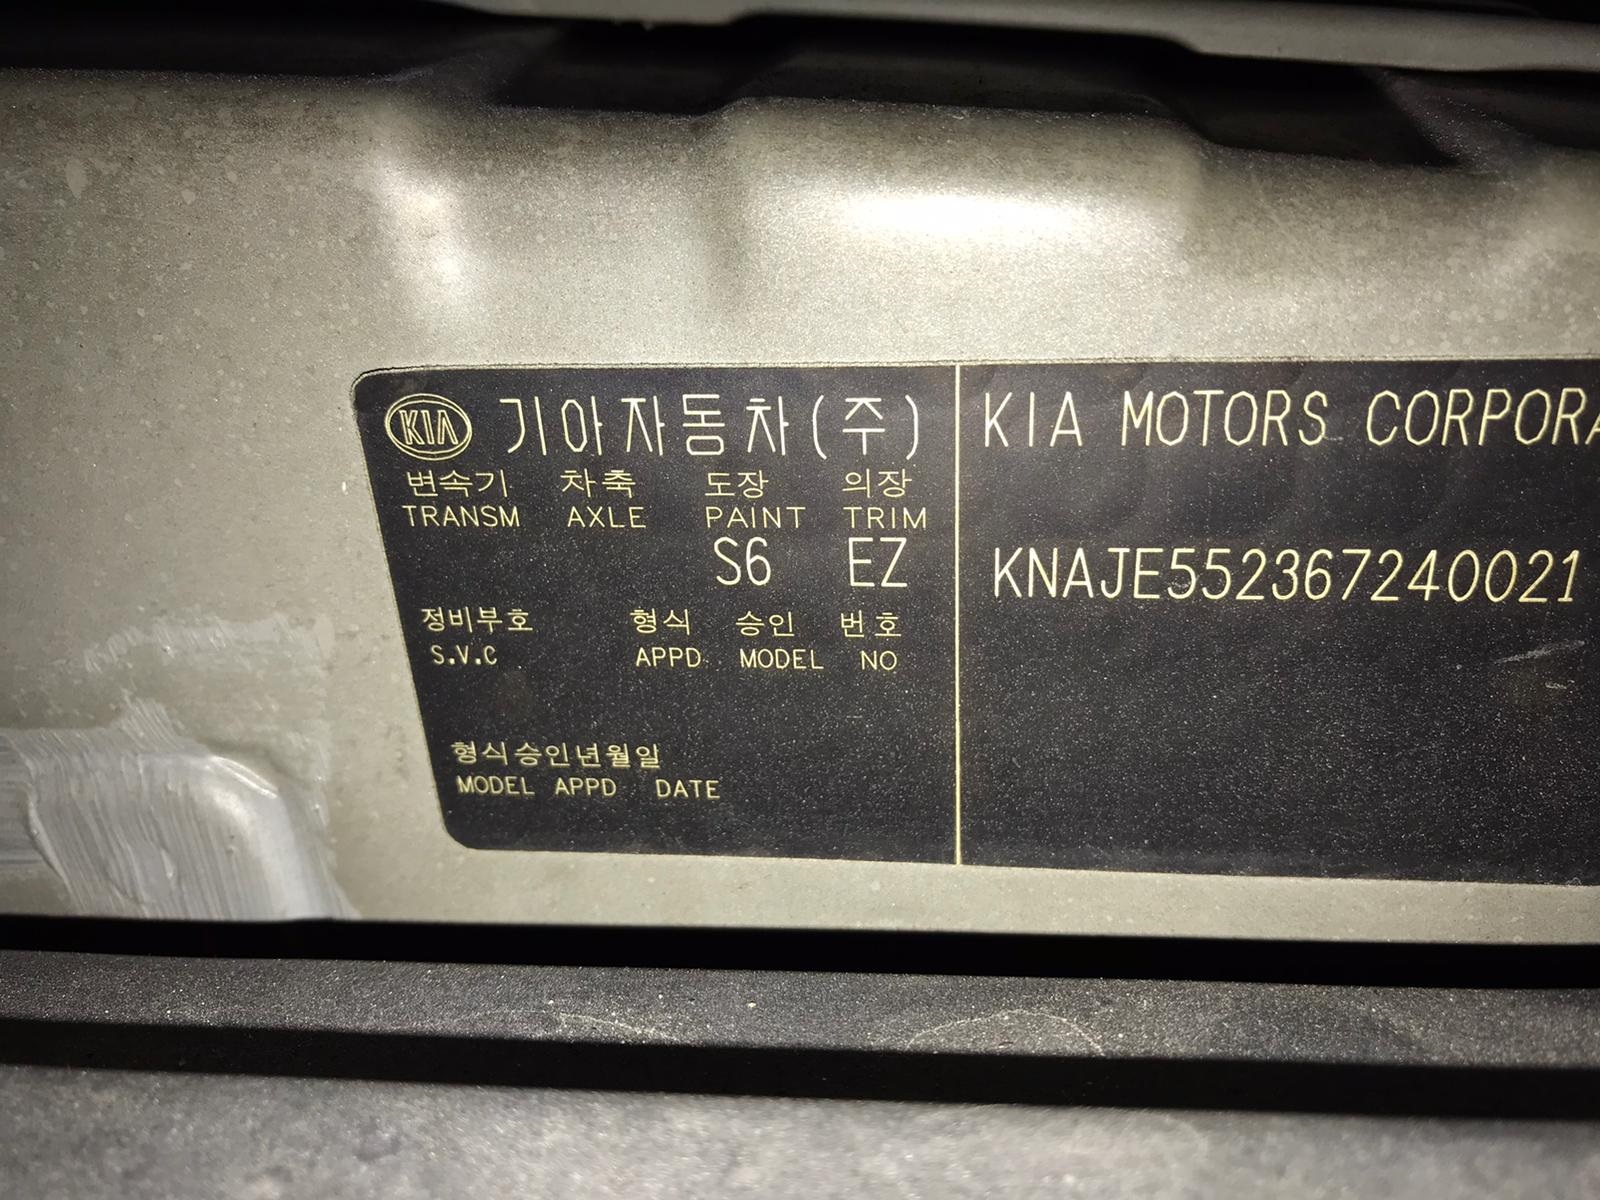 KIA 기아자동차(주)
변속기 차축 도장 의장
TRANSM AXLE PAINT TRIM
S6 EZ
정비부호 형식 승인 번호
S.V.C APPD MODEL NO
형식승인년월일
MODEL APPD DATE
KIA MOTORS CORPORA
KNAJE552367240021